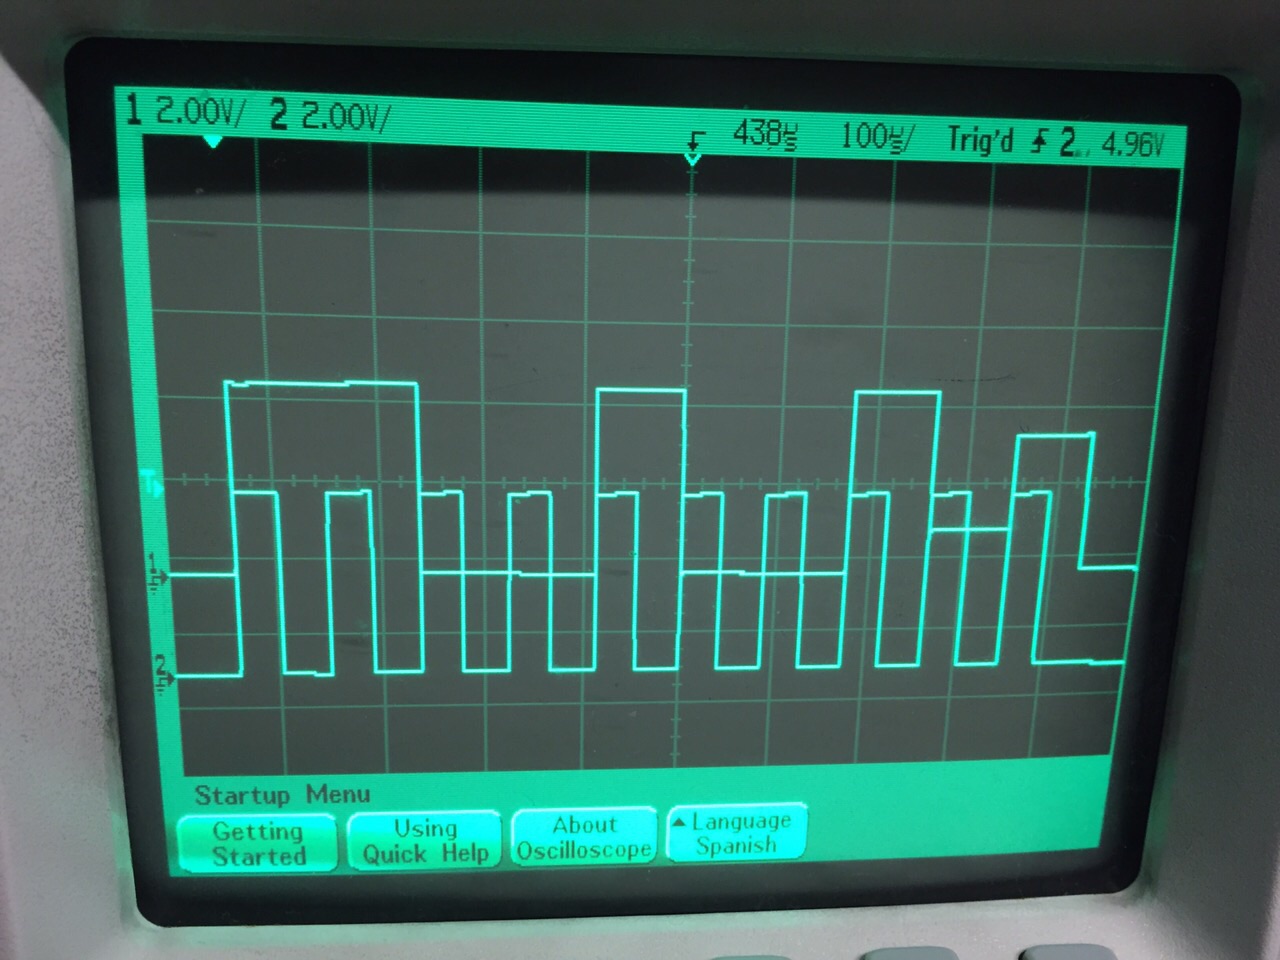 1 2.00V/ 2 2.00V/ 438µs 100µs/ Trig'd 2 4.96V
T
1
2
Startup Menu
Getting Started
Using Quick Help
About Oscilloscope
Language Spanish